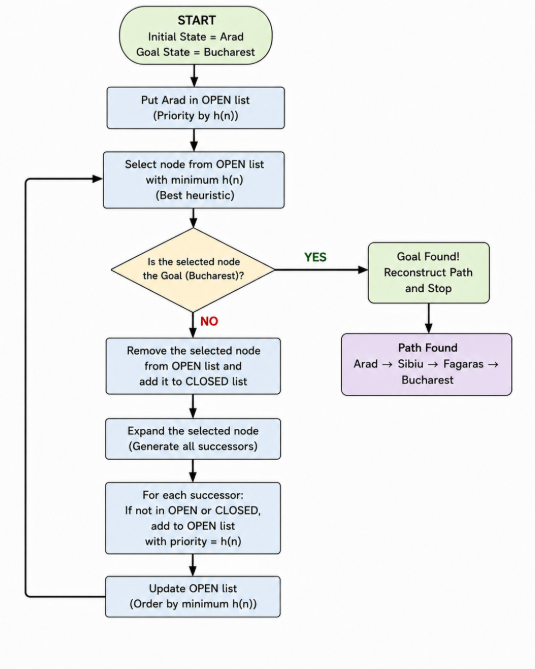 START
Initial State = Arad
Goal State = Bucharest
Put Arad in OPEN list
(Priority by h(n))
Select node from OPEN list
with minimum h(n)
(Best heuristic)
Is the selected node
the Goal (Bucharest)?
YES
Goal Found!
Reconstruct Path
and Stop
Path Found
Arad → Sibiu → Fagaras →
Bucharest
NO
Remove the selected node
from OPEN list and
add it to CLOSED list
Expand the selected node
(Generate all successors)
For each successor:
If not in OPEN or CLOSED,
add to OPEN list
with priority = h(n)
Update OPEN list
(Order by minimum h(n))